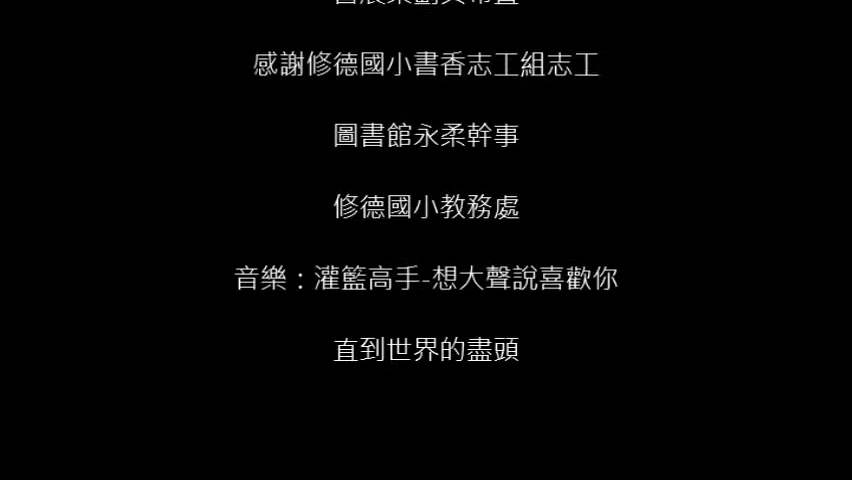 感謝修德國小書香志工組志工
圖書館永柔幹事
修德國小教務處
音樂：灌籃高手-想大聲說喜歡你
直到世界的盡頭